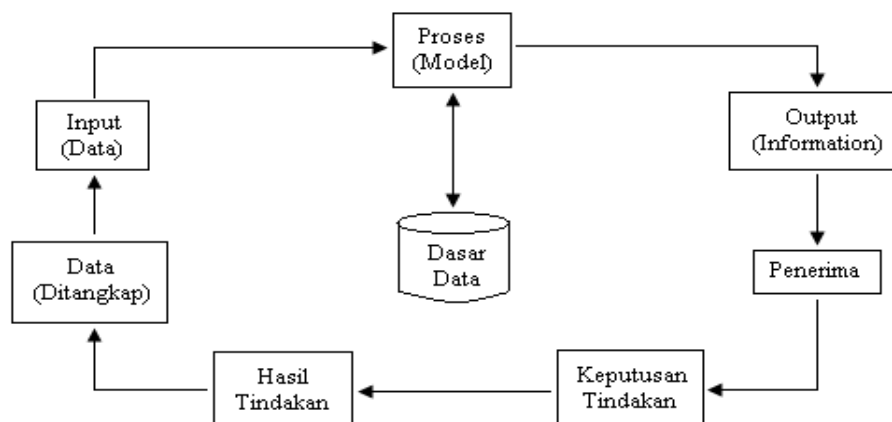 Proses
(Model)
Input
(Data)
Output
(Information)
Dasar
Data
Data
(Ditangkap)
Penerima
Hasil
Tindakan
Keputusan
Tindakan